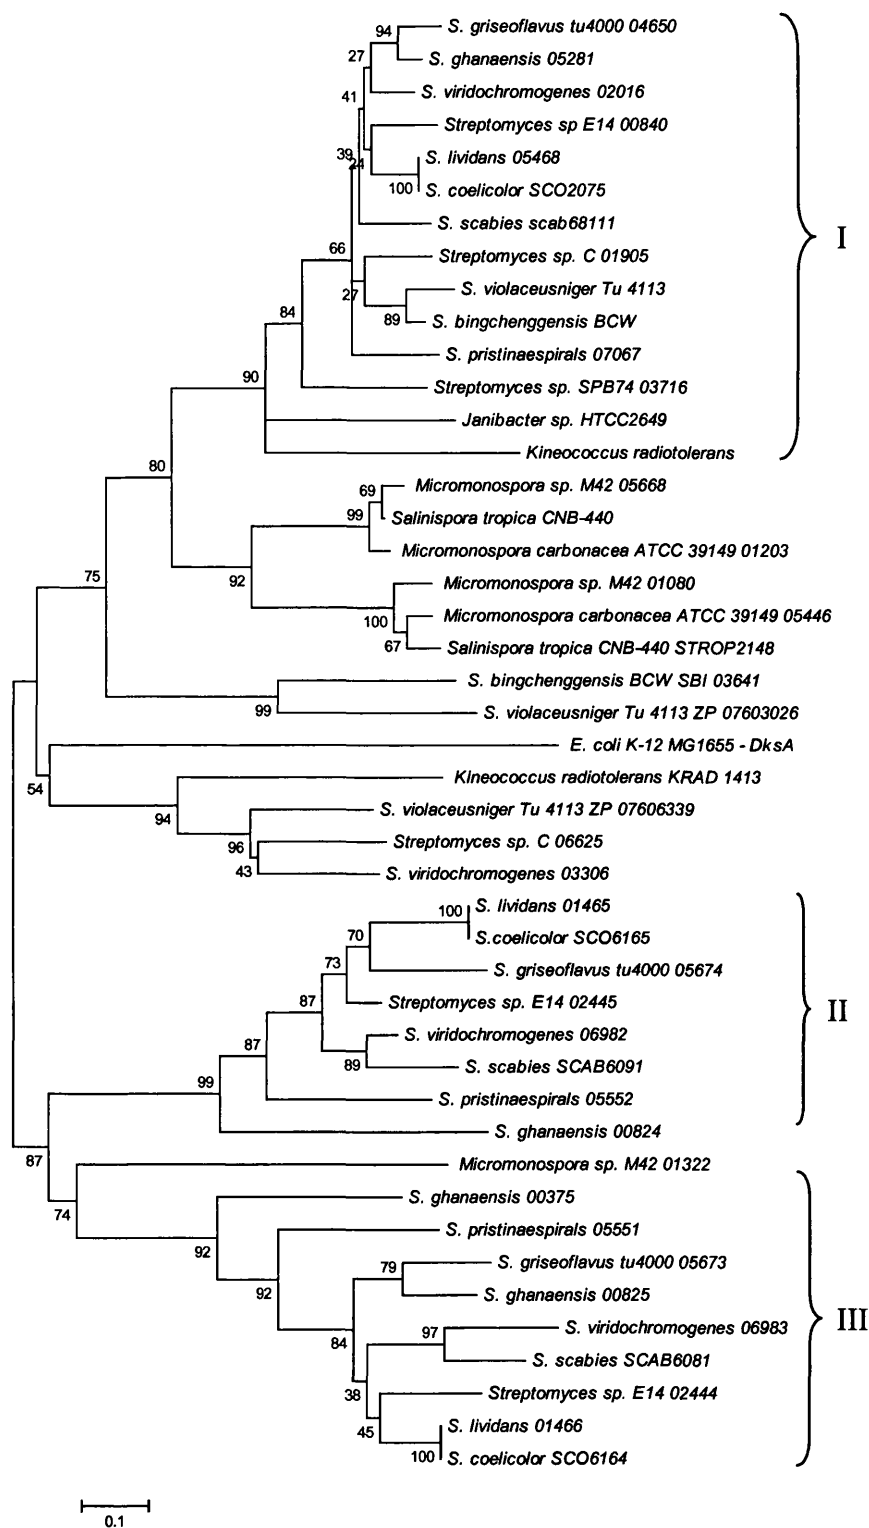 S. griseoflavus tu4000 04650
94
S. ghanaensis 05281
27
S. viridochromogenes 02016
41
Streptomyces sp E14 00840
39
24
S. lividans 05468
100
S. coelicolor SCO2075
S. scabies scab68111
66
Streptomyces sp. C 01905
27
S. violaceusniger Tu 4113
89
S. bingchenggensis BCW
84
S. pristinaespirals 07067
90
Streptomyces sp. SPB74 03716
Janibacter sp. HTCC2649
Kineococcus radiotolerans
I
80
Micromonospora sp. M42 05668
69
Salinispora tropica CNB-440
99
Micromonospora carbonacea ATCC 39149 01203
92
Micromonospora sp. M42 01080
75
100
Micromonospora carbonacea ATCC 39149 05446
67
Salinispora tropica CNB-440 STROP2148
S. bingchenggensis BCW SBI 03641
99
S. violaceusniger Tu 4113 ZP 07603026
E. coli K-12 MG1655 - DksA
54
Kineococcus radiotolerans KRAD 1413
94
S. violaceusniger Tu 4113 ZP 07606339
96
Streptomyces sp. C 06625
43
S. viridochromogenes 03306
S. lividans 01465
100
S.coelicolor SCO6165
70
S. griseoflavus tu4000 05674
73
Streptomyces sp. E14 02445
87
S. viridochromogenes 06982
89
S. scabies SCAB6091
87
S. pristinaespirals 05552
99
S. ghanaensis 00824
II
87
Micromonospora sp. M42 01322
74
S. ghanaensis 00375
92
S. pristinaespirals 05551
92
S. griseoflavus tu4000 05673
79
S. ghanaensis 00825
84
S. viridochromogenes 06983
97
S. scabies SCAB6081
38
Streptomyces sp. E14 02444
45
S. lividans 01466
100
S. coelicolor SCO6164
III
0.1